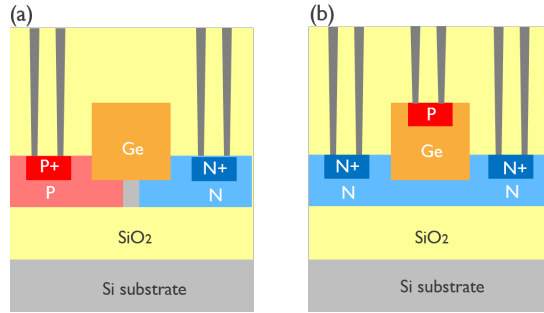 (a)
Ge
P+
N+
P
N
SiO2
Si substrate
(b)
P
Ge
N+
N+
N
N
SiO2
Si substrate